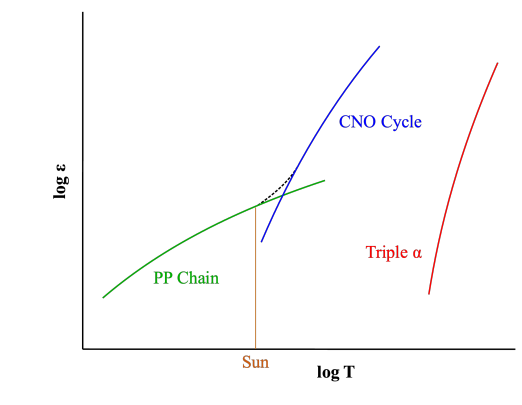 CNO Cycle
log ε
Triple α
PP Chain
Sun
log T